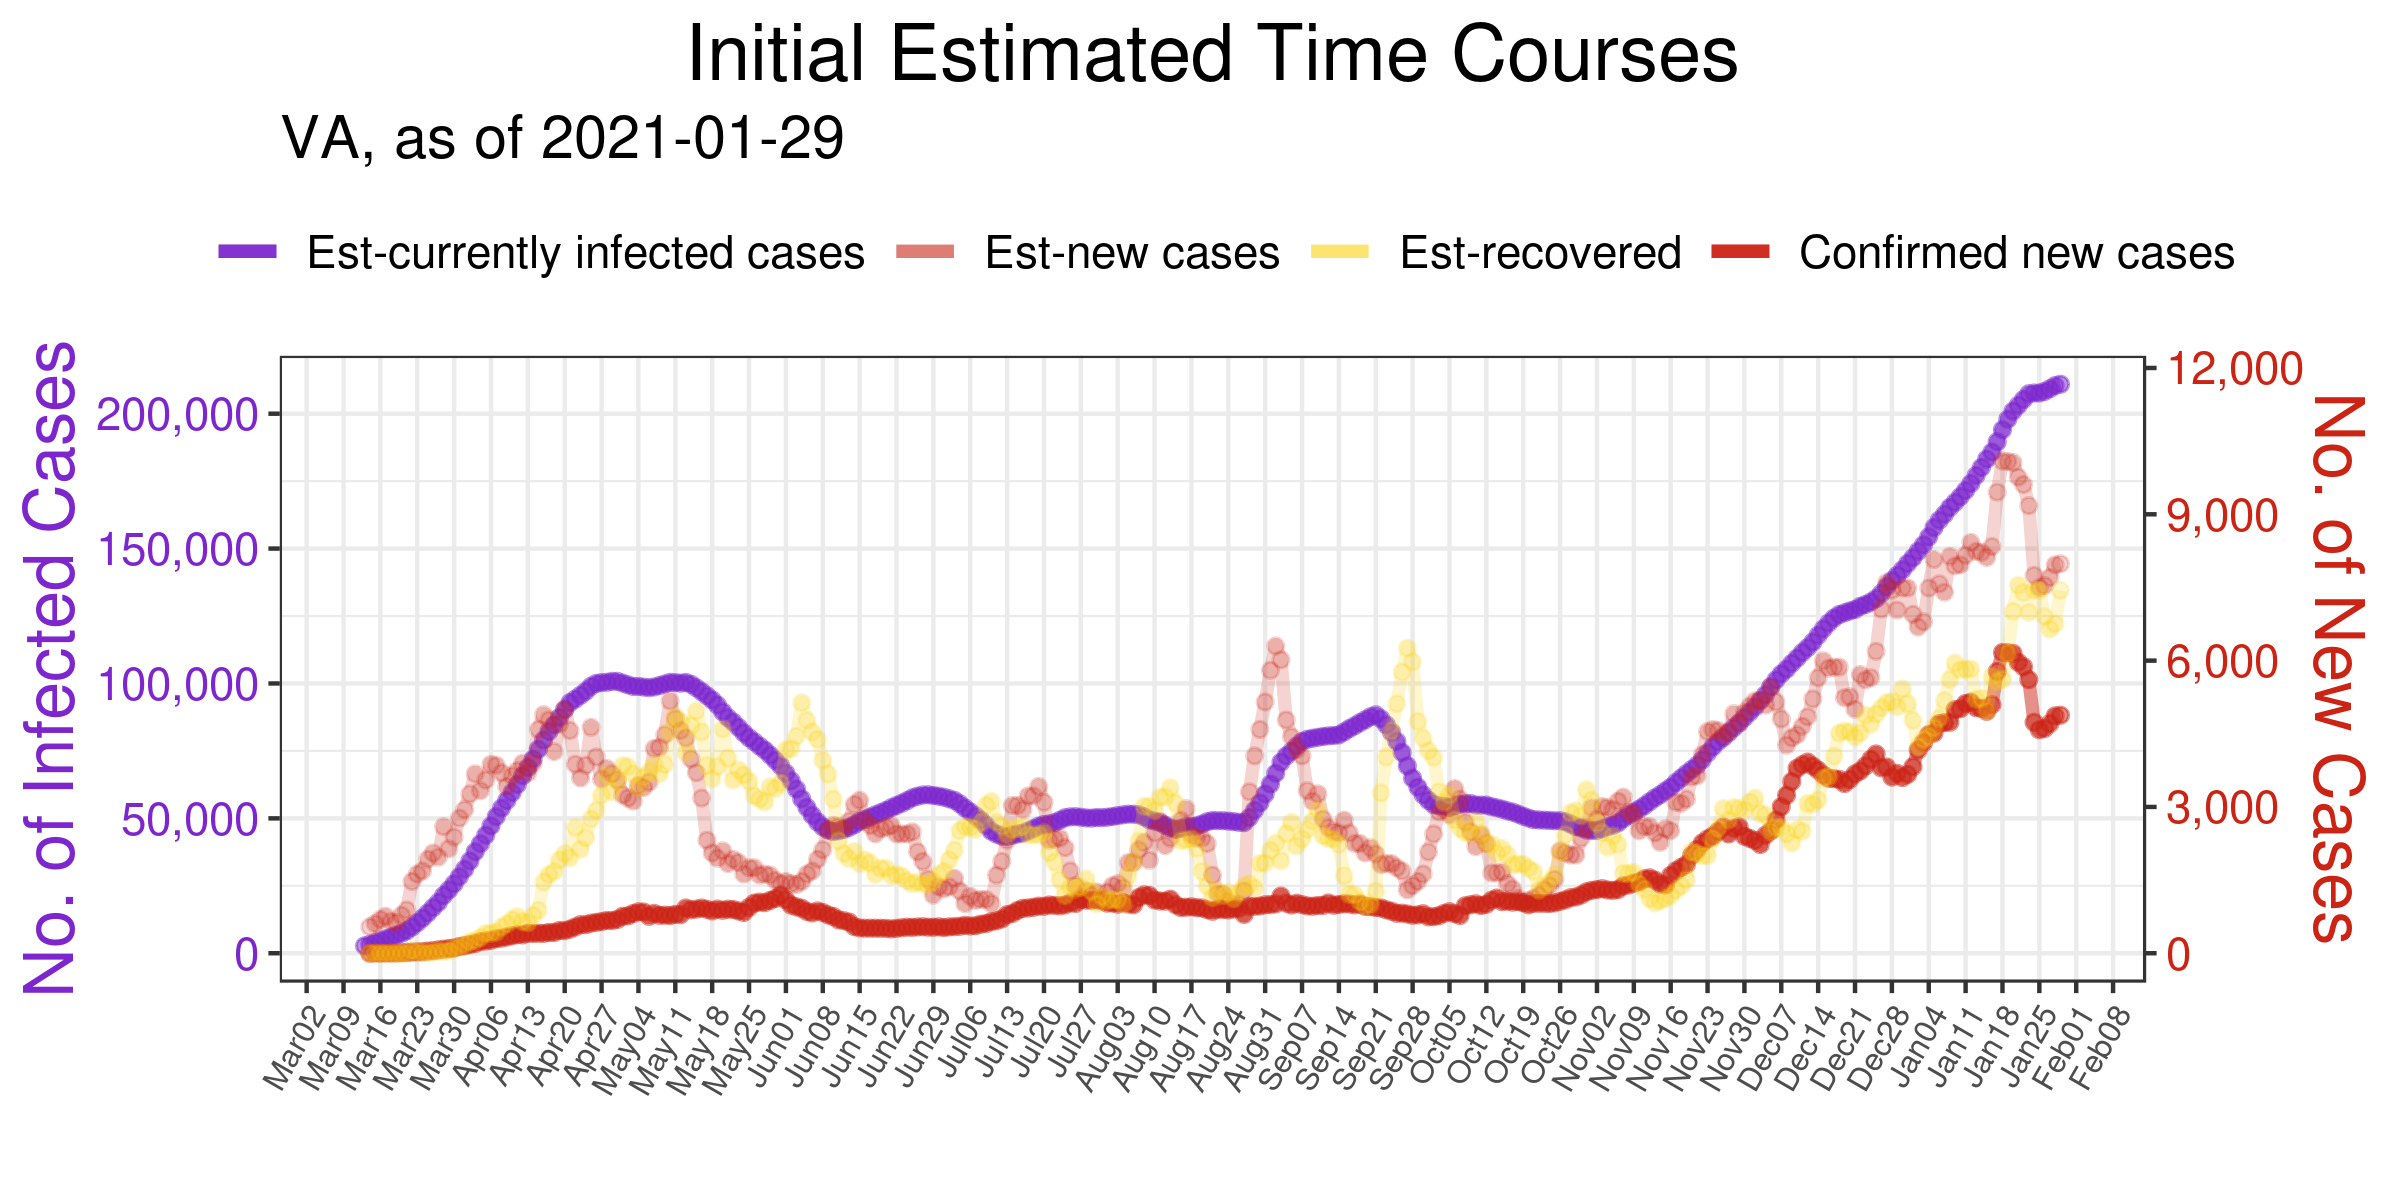 Initial Estimated Time Courses
VA, as of 2021-01-29
Est-currently infected cases Est-new cases Est-recovered Confirmed new cases
No. of Infected Cases
200,000
150,000
100,000
50,000
0
12,000
9,000
6,000
3,000
0
No. of New Cases
Mar02 Mar09 Mar16 Mar23 Mar30 Apr06 Apr13 Apr20 Apr27 May04 May11 May18 May25 Jun01 Jun08 Jun15 Jun22 Jun29 Jul06 Jul13 Jul20 Jul27 Aug03 Aug10 Aug17 Aug24 Aug31 Sep07 Sep14 Sep21 Sep28 Oct05 Oct12 Oct19 Oct26 Nov02 Nov09 Nov16 Nov23 Nov30 Dec07 Dec14 Dec21 Dec28 Jan04 Jan11 Jan18 Jan25 Feb01 Feb08